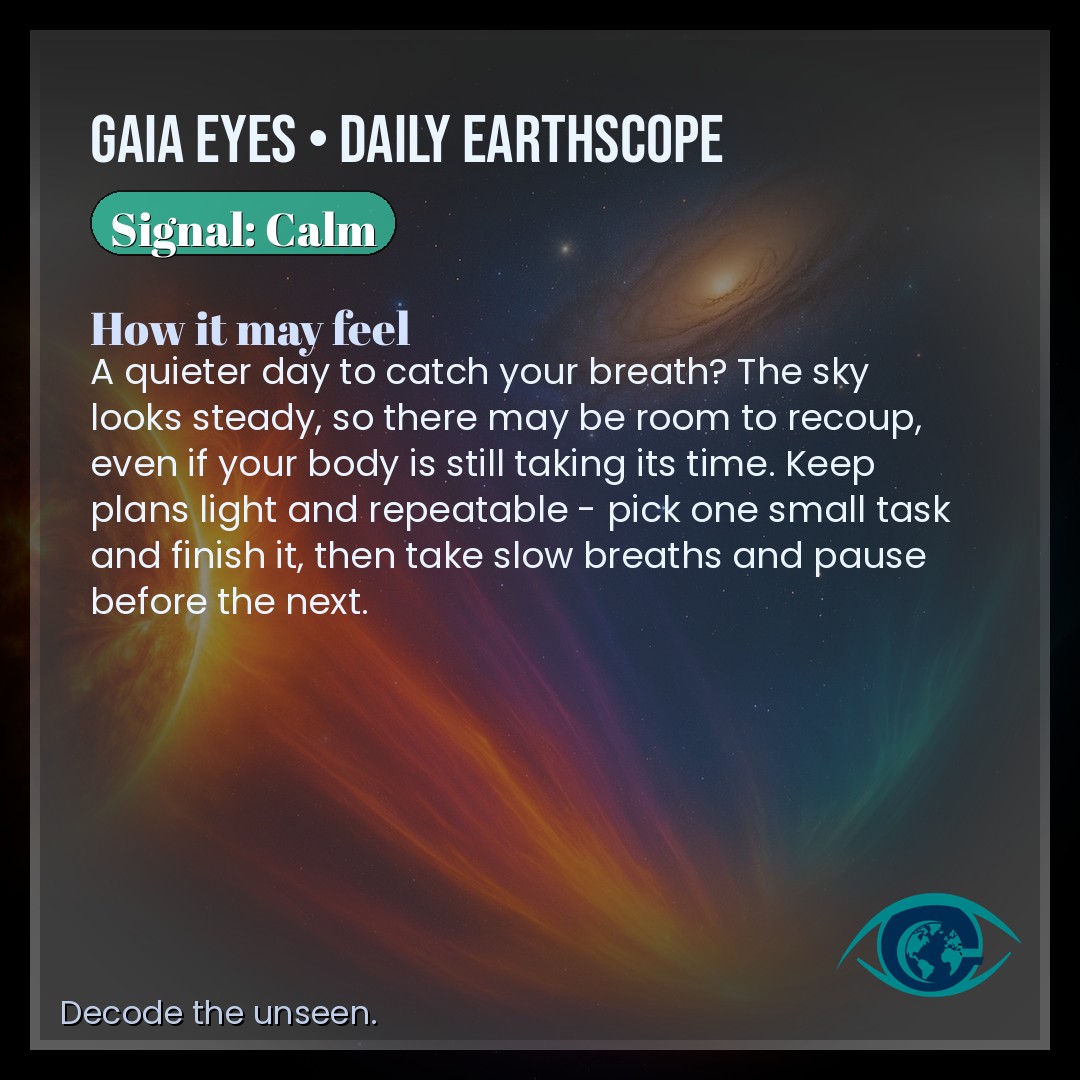 GAIA EYES • DAILY EARTHSCOPE
Signal: Calm
How it may feel
A quieter day to catch your breath? The sky
looks steady, so there may be room to recoup,
even if your body is still taking its time. Keep
plans light and repeatable - pick one small task
and finish it, then take slow breaths and pause
before the next.
Decode the unseen.